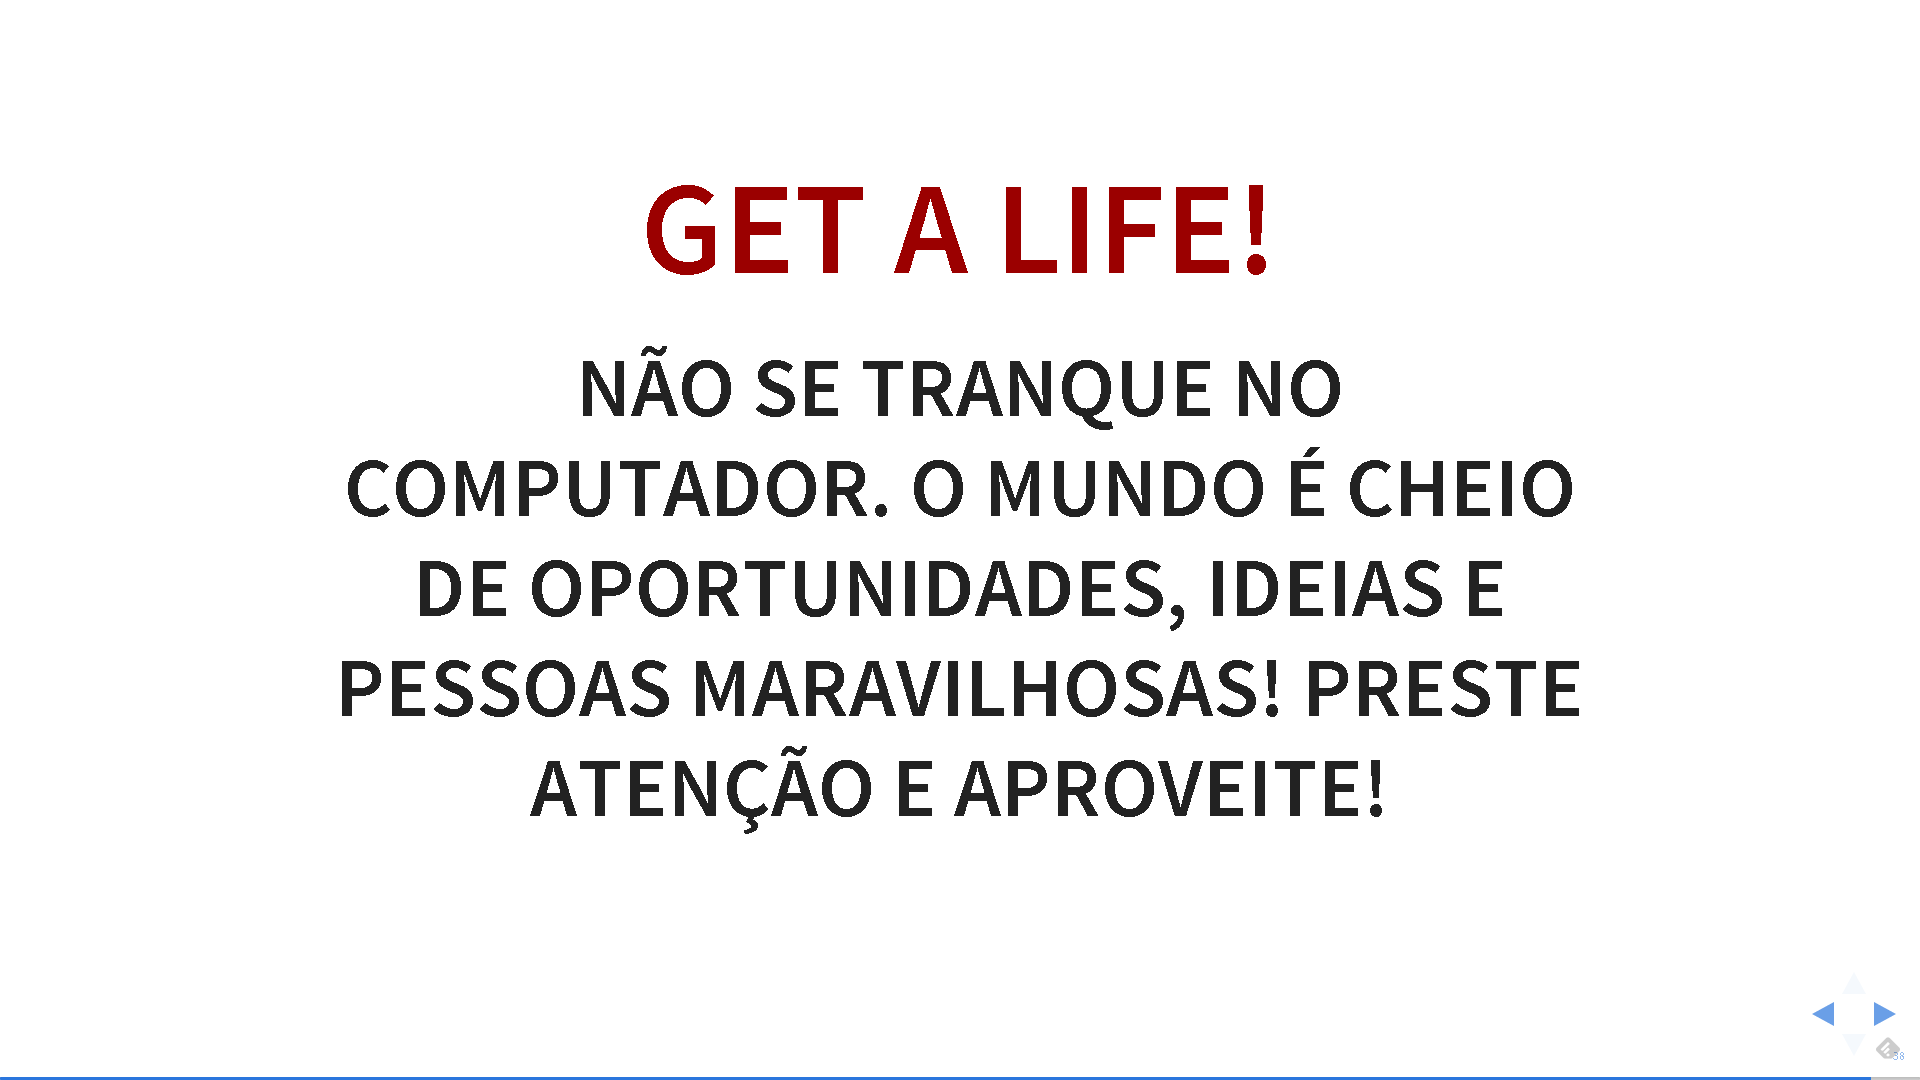 GET A LIFE!
NÃO SE TRANQUE NO
COMPUTADOR. O MUNDO É CHEIO
DE OPORTUNIDADES, IDEIAS E
PESSOAS MARAVILHOSAS! PRESTE
ATENÇÃO E APROVEITE!